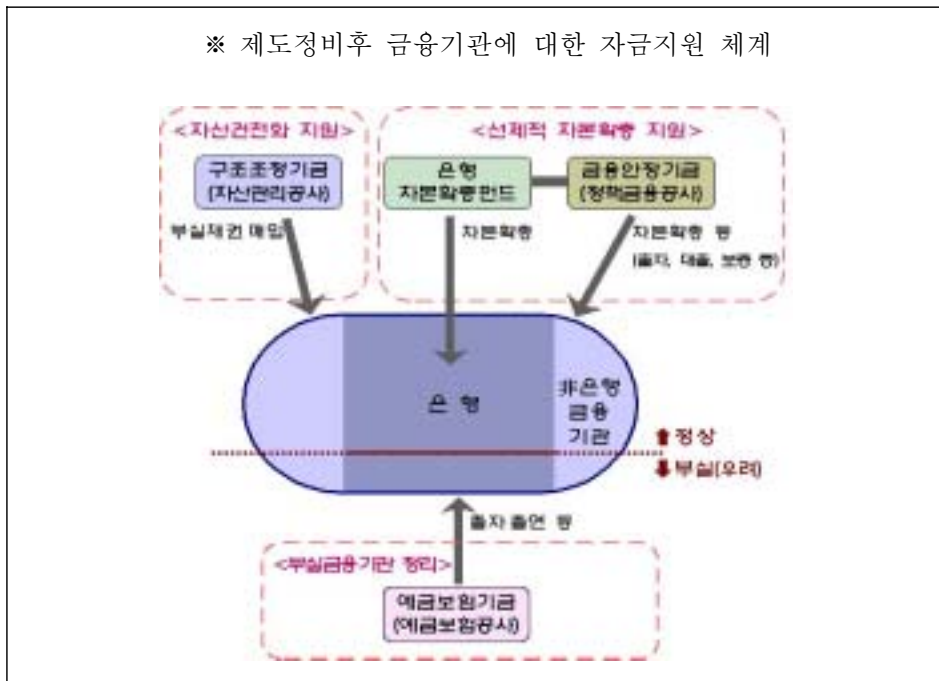 ※ 제도정비후 금융기관에 대한 자금지원 체계
<자산건전화 지원>
구조조정기금
(자산관리공사)
부실채권 매입
<선제적 자본확충 지원>
은행
자본확충펀드
금융안정기금
(정책금융공사)
자본확충
자본확충 등
(출자, 대출, 보증 등)
은 행
非은행
금융
기관
정상
부실(우려)
출자 출연 등
<부실금융기관 정리>
예금보험기금
(예금보험공사)